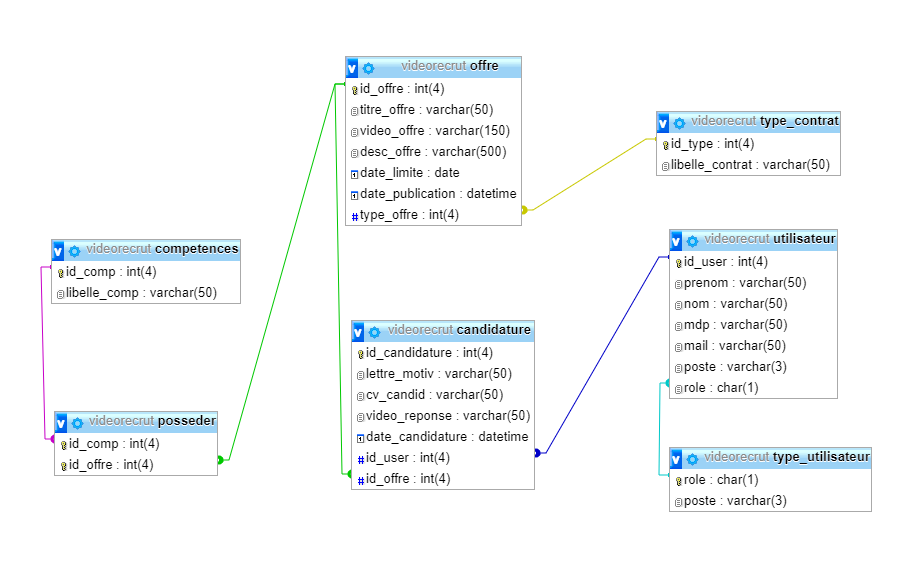 videorecrut offre
id_offre : int(4)
titre_offre : varchar(50)
video_offre : varchar(150)
desc_offre : varchar(500)
date_limite : date
date_publication : datetime
type_offre : int(4)
videorecrut type_contrat
id_type : int(4)
libelle_contrat : varchar(50)
videorecrut competences
id_comp : int(4)
libelle_comp : varchar(50)
videorecrut utilisateur
id_user : int(4)
prenom : varchar(50)
nom : varchar(50)
mdp : varchar(50)
mail : varchar(50)
poste : varchar(3)
role : char(1)
videorecrut candidature
id_candidature : int(4)
lettre_motiv : varchar(50)
cv_candid : varchar(50)
video_reponse : varchar(50)
date_candidature : datetime
id_user : int(4)
id_offre : int(4)
videorecrut posseder
id_comp : int(4)
id_offre : int(4)
videorecrut type_utilisateur
role : char(1)
poste : varchar(3)